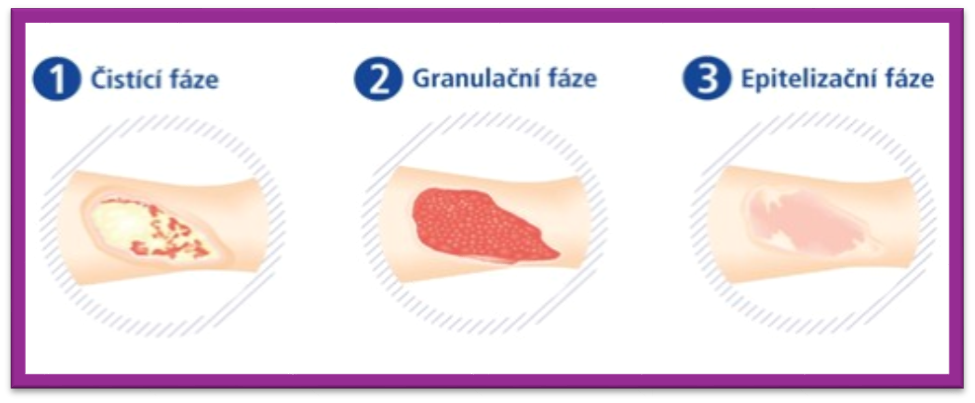 1 Čistící fáze
2 Granulační fáze
3 Epitelizační fáze